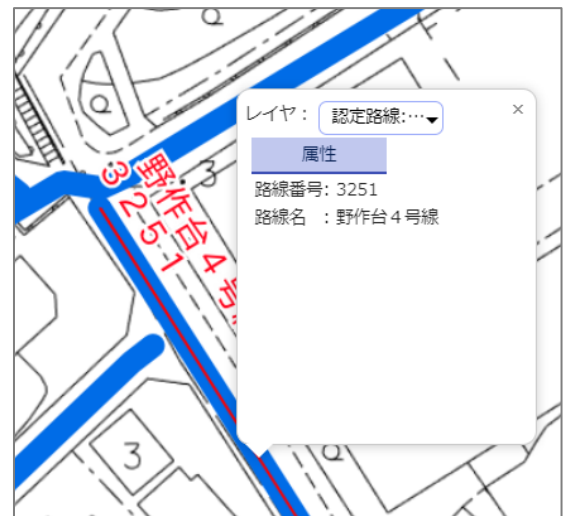 レイヤ： 認定路線:…
×
属性
路線番号: 3251
路線名　：野作台４号線
野作台４号線
３２５１
3
3